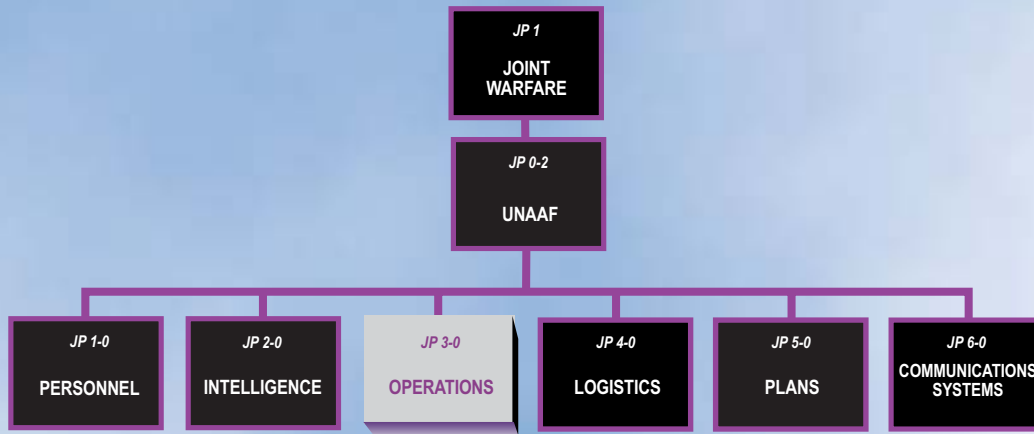 JP 1
JOINT
WARFARE
JP 0-2
UNAAF
JP 1-0
PERSONNEL
JP 2-0
INTELLIGENCE
JP 3-0
OPERATIONS
JP 4-0
LOGISTICS
JP 5-0
PLANS
JP 6-0
COMMUNICATIONS
SYSTEMS